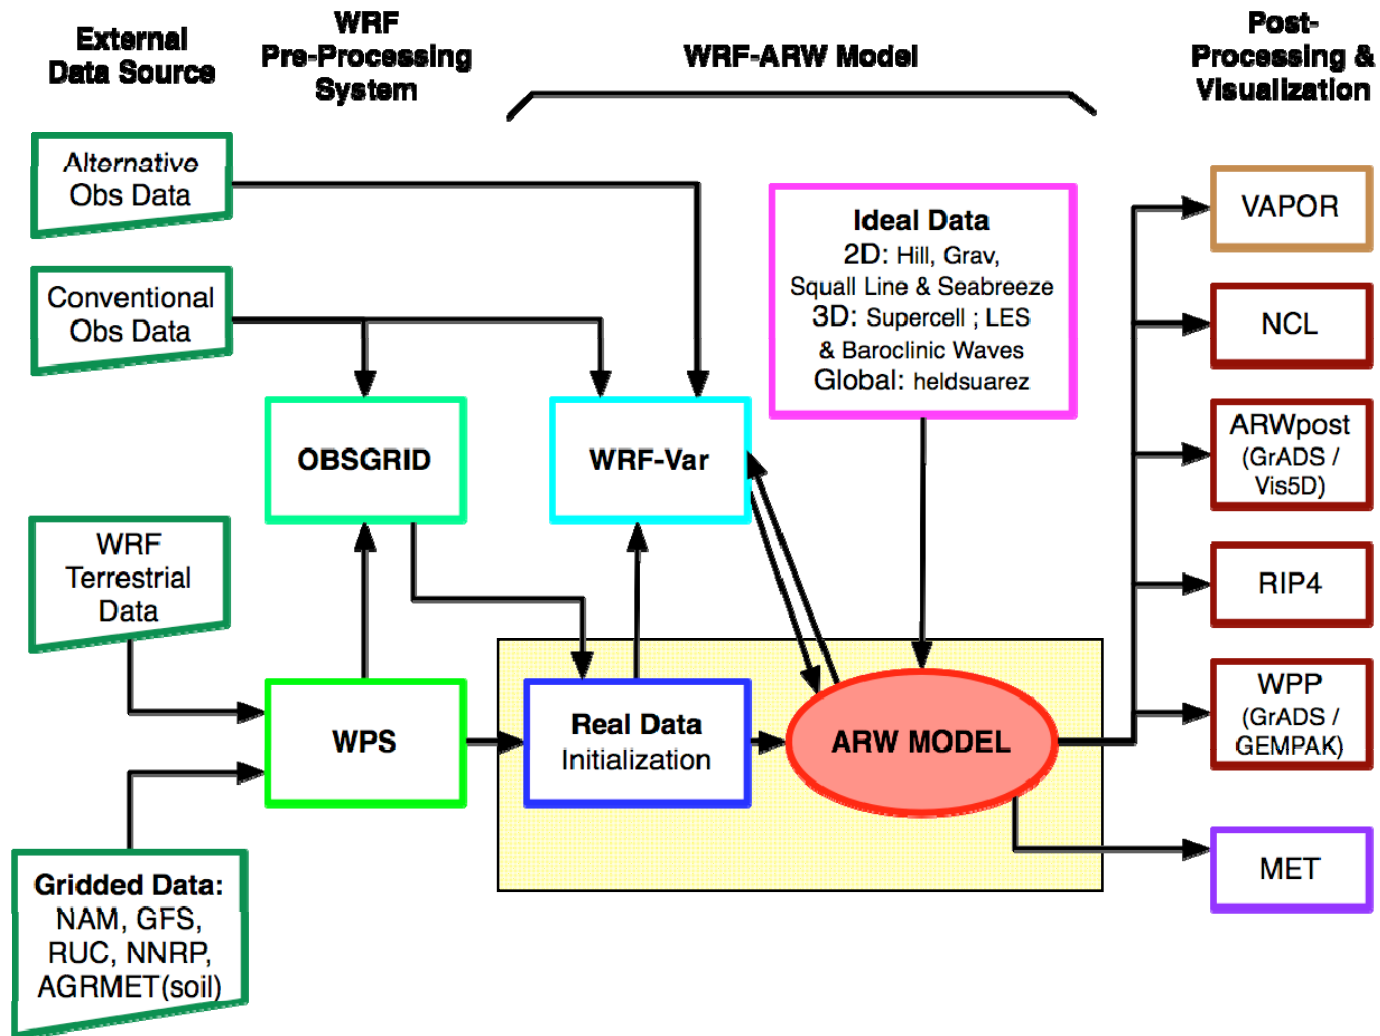 External
Data Source
WRF
Pre-Processing
System
WRF-ARW Model
Post-
Processing &
Visualization
Alternative
Obs Data
Conventional
Obs Data
WRF
Terrestrial
Data
Gridded Data:
NAM, GFS,
RUC, NNRP,
AGRMET(soil)
OBSGRID
WPS
WRF-Var
Real Data
Initialization
Ideal Data
2D: Hill, Grav,
Squall Line & Seabreeze
3D: Supercell ; LES
& Baroclinic Waves
Global: heldsuarez
ARW MODEL
VAPOR
NCL
ARWpost
(GrADS /
Vis5D)
RIP4
WPP
(GrADS /
GEMPAK)
MET